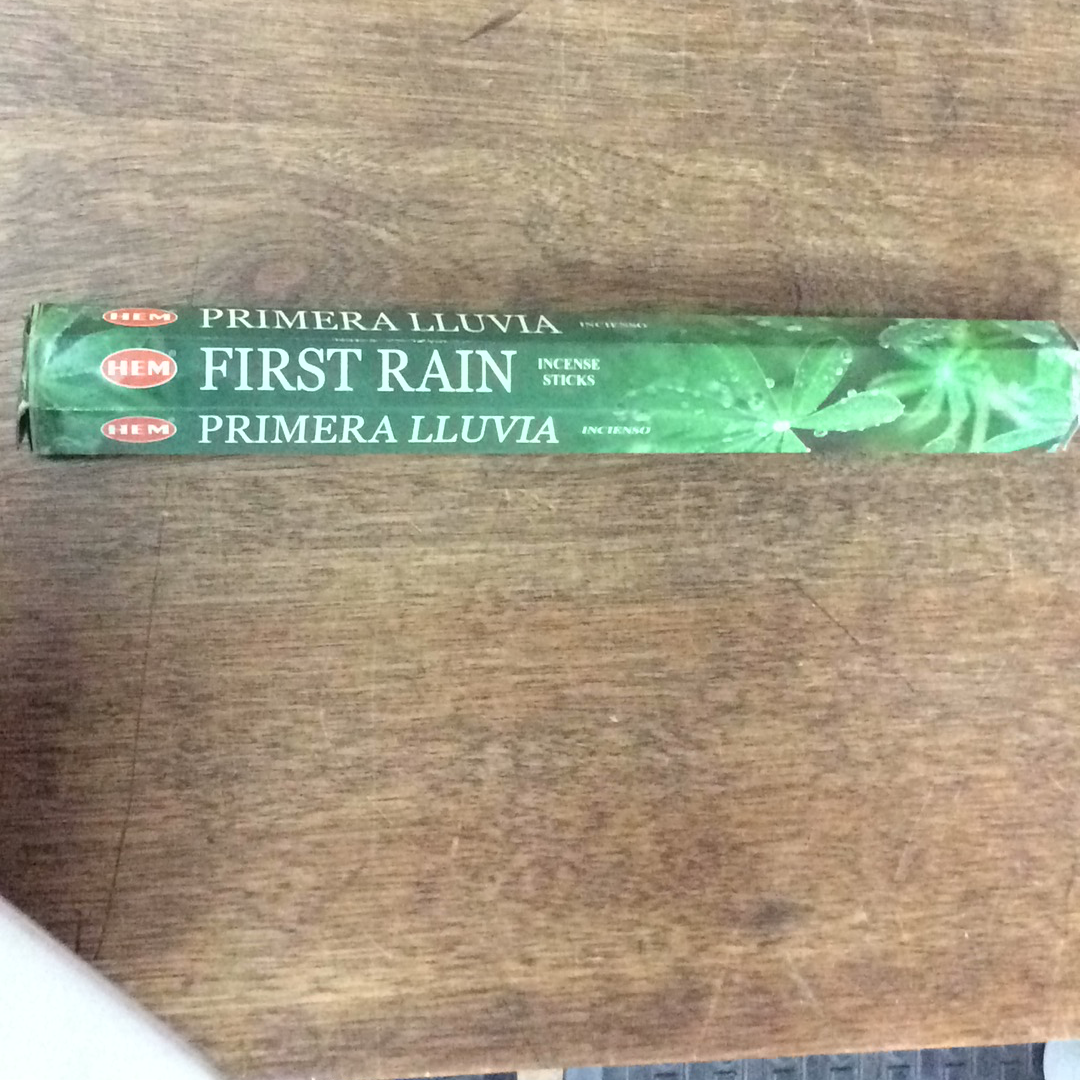 HEM PRIMERA LLUVIA INCIENSO
HEM FIRST RAIN INCENSE
STICKS
HEM PRIMERA LLUVIA INCIENSO